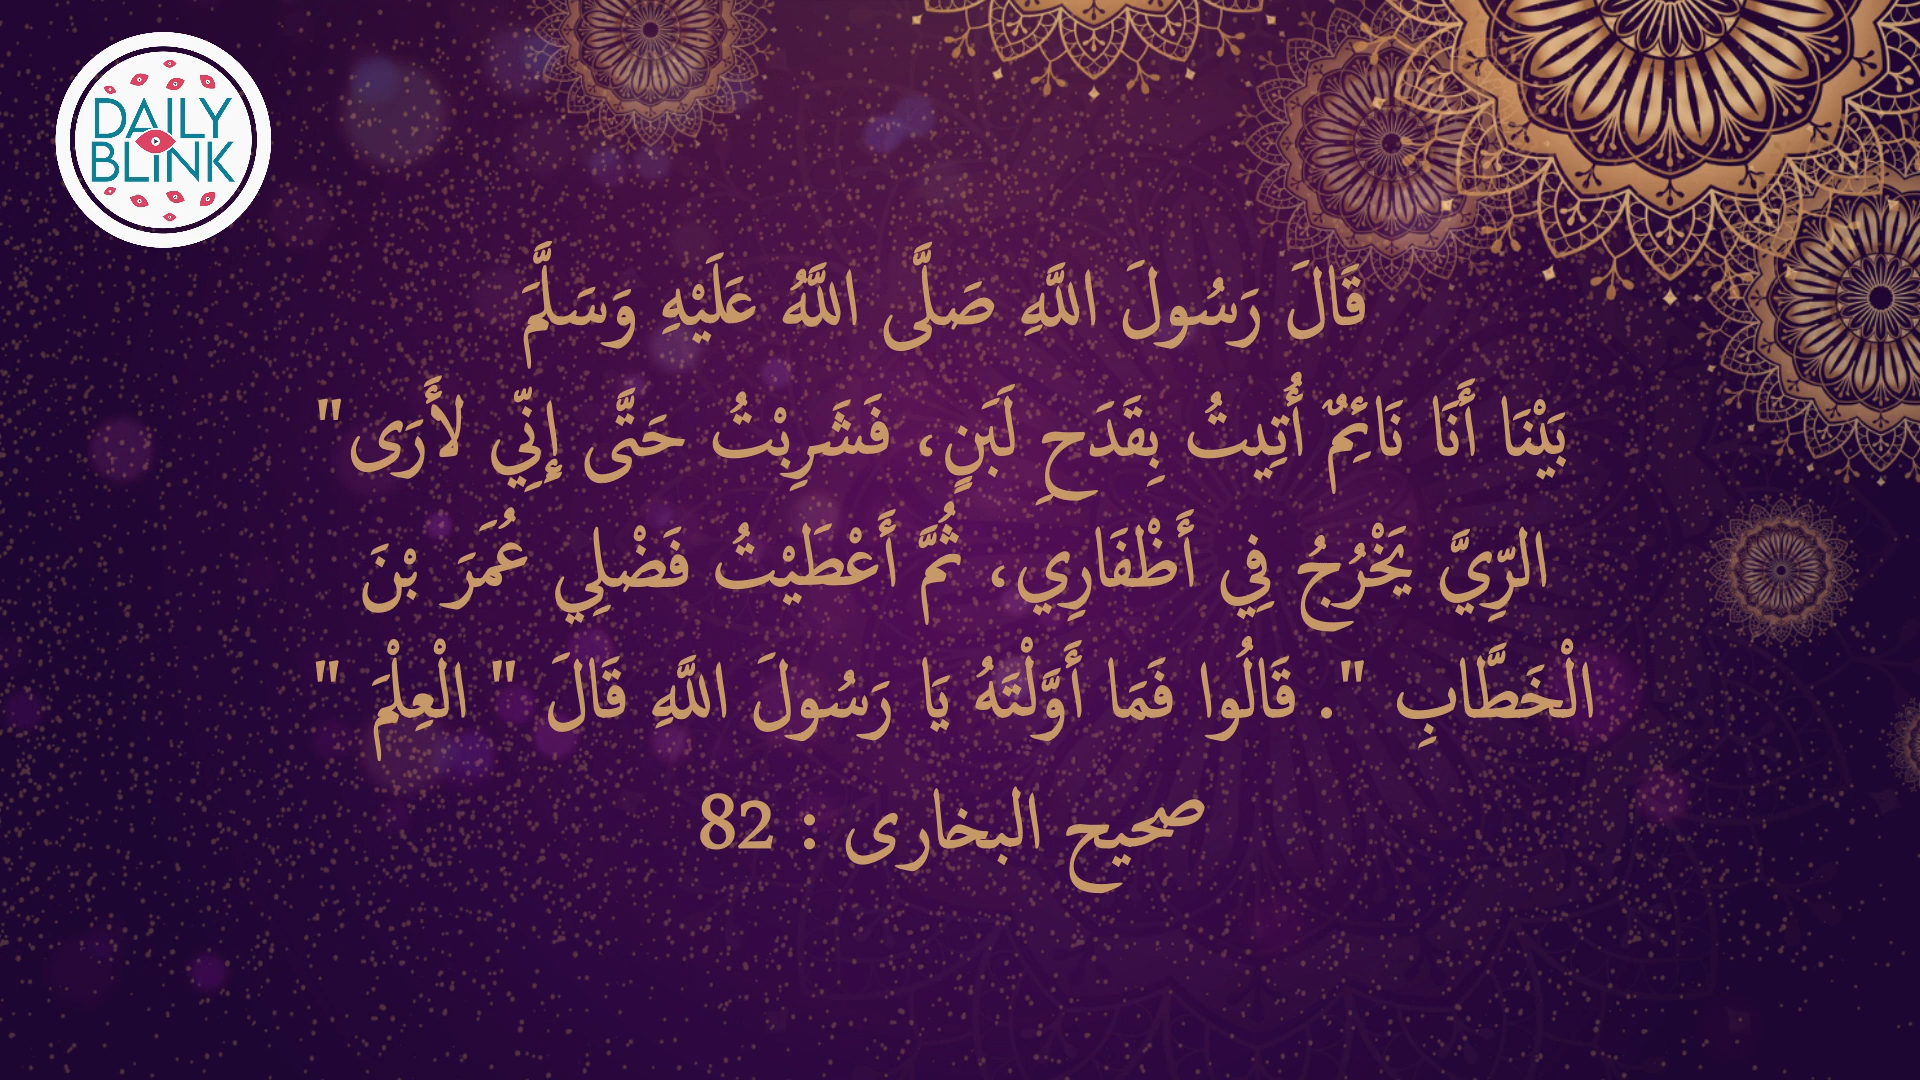 DAILY
BLINK
قَالَ رَسُولَ اللَّهِ صَلَّى اللَّهُ عَلَيْهِ وَسَلَّمَ
بَيْنَا أَنَا نَائِمٌ أُتِيتُ بِقَدَحِ لَبَنٍ، فَشَرِبْتُ حَتَّى إِنِّي لأَرَى "
الرِّيَّ يَخْرُجُ فِي أَظْفَارِي، ثُمَّ أَعْطَيْتُ فَضْلِي عُمَرَ بْنَ
الْخَطَّابِ ". قَالُوا فَمَا أَوَّلْتَهُ يَا رَسُولَ اللَّهِ قَالَ " الْعِلْمَ "
صحيح البخارى : 82